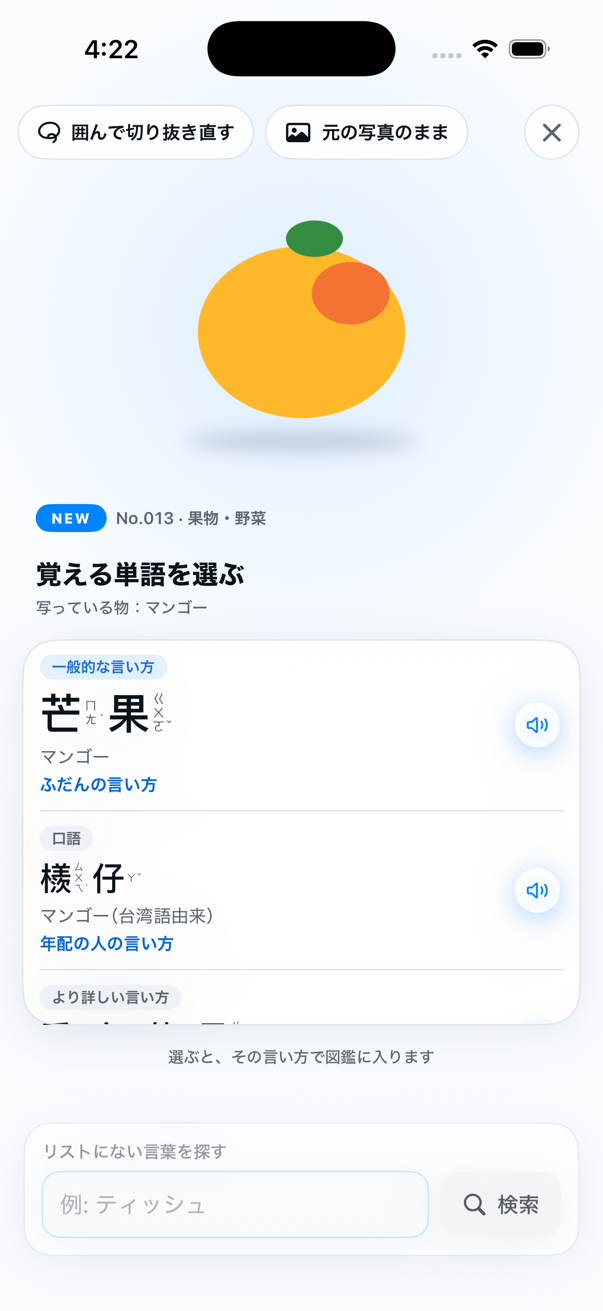 4:22
囲んで切り抜き直す
元の写真のまま
NEW No.013・果物・野菜
覚える単語を選ぶ
写っている物：マンゴー
一般的な言い方
芒ㄇㄤˊ果ㄍㄨㄛˇ
マンゴー
ふだんの言い方
口語
檨ㄙㄨㄟˋ仔ㄚˇ
マンゴー（台湾語由来）
年配の人の言い方
より詳しい言い方
選ぶと、その言い方で図鑑に入ります
リストにない言葉を探す
例: ティッシュ
検索